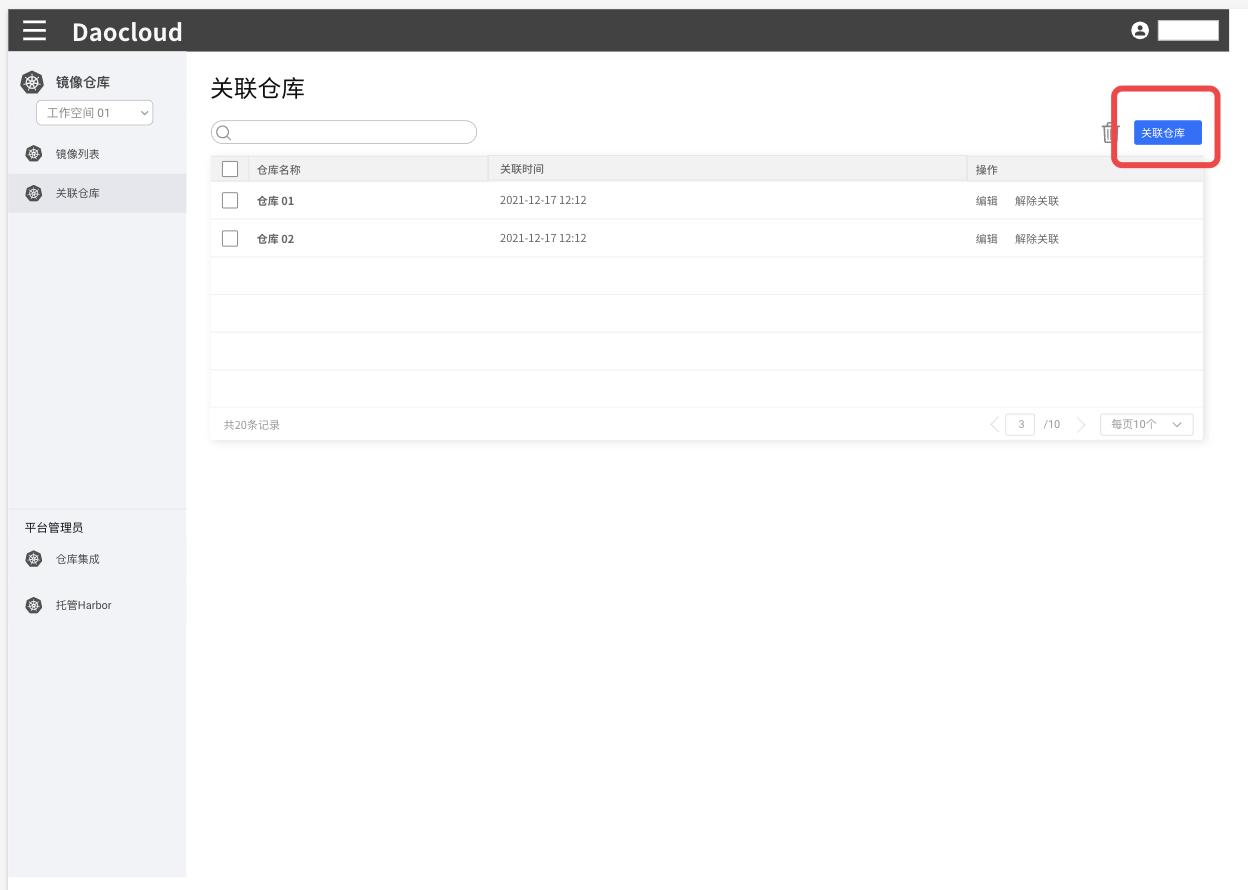 Daocloud
镜像仓库
工作空间 01
镜像列表
关联仓库
平台管理员
仓库集成
托管Harbor
关联仓库
关联仓库
仓库名称 关联时间 操作
仓库 01 2021-12-17 12:12 编辑 解除关联
仓库 02 2021-12-17 12:12 编辑 解除关联
共20条记录 3 /10 每页10个